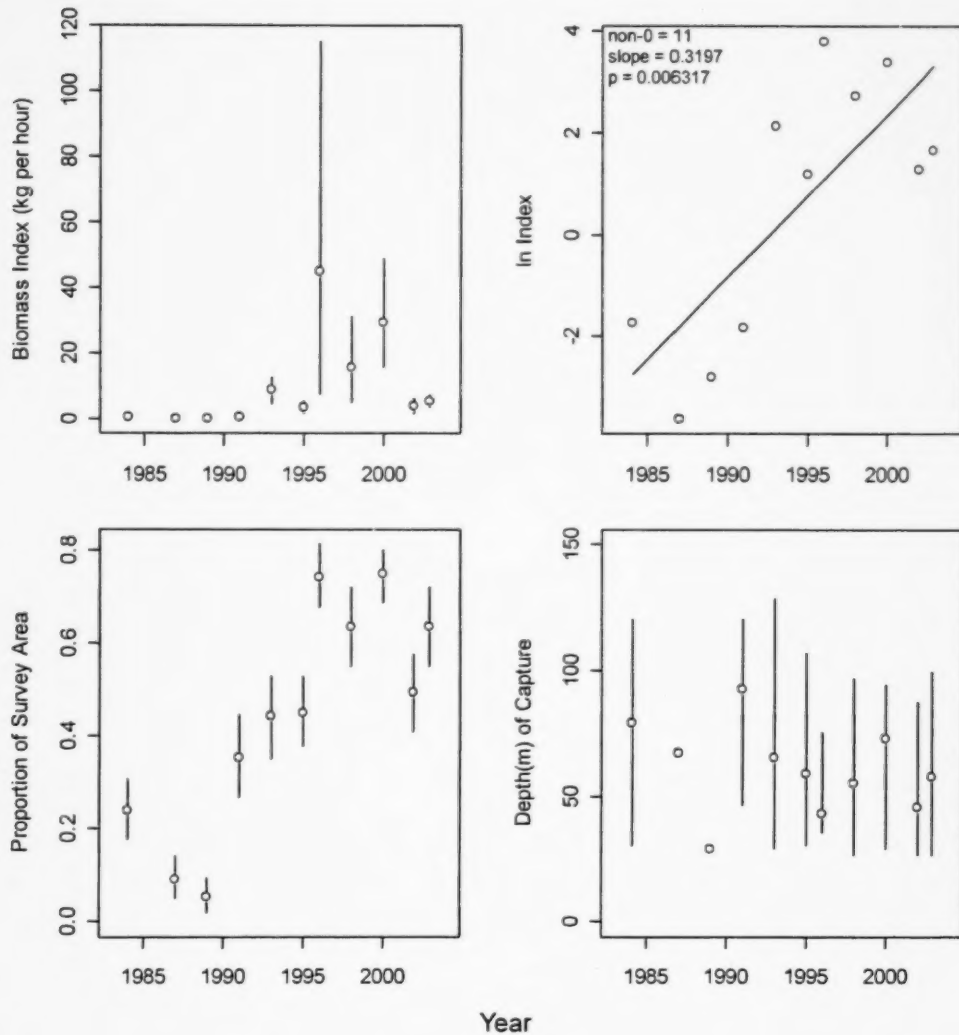 Biomass Index (kg per hour)
120
100
80
60
40
20
0
1985 1990 1995 2000
ln Index
4
2
0
-2
non-0 = 11
slope = 0.3197
p = 0.006317
1985 1990 1995 2000
Proportion of Survey Area
0.8
0.6
0.4
0.2
0.0
1985 1990 1995 2000
Depth(m) of Capture
150
100
50
0
1985 1990 1995 2000
Year